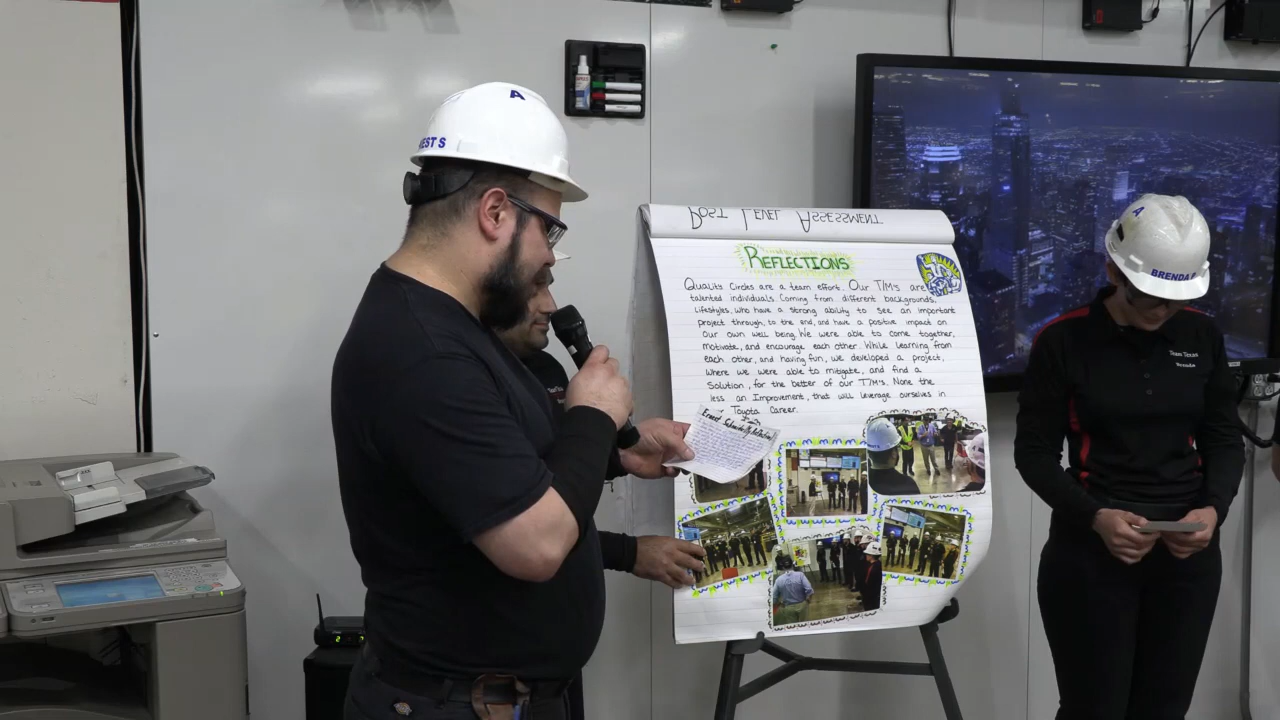 A
EST S
POST LEVEL ASSESSMENT
REFLECTIONS
Quality Circles are a team effort. Our T/M's are
talented individuals coming from different backgrounds,
lifestyles, who have a strong ability to see an important
project through, to the end, and have a positive impact on
our own well being. We were able to come together,
motivate, and encourage each other. While learning from
each other, and having fun, we developed a project,
where we were able to mitigate, and find a
Solution, for the better of our T/M's. None the
less an Improvement, that will leverage ourselves in
Toyota Career.
Ernest
A
BRENDA
Team Texas
Brenda